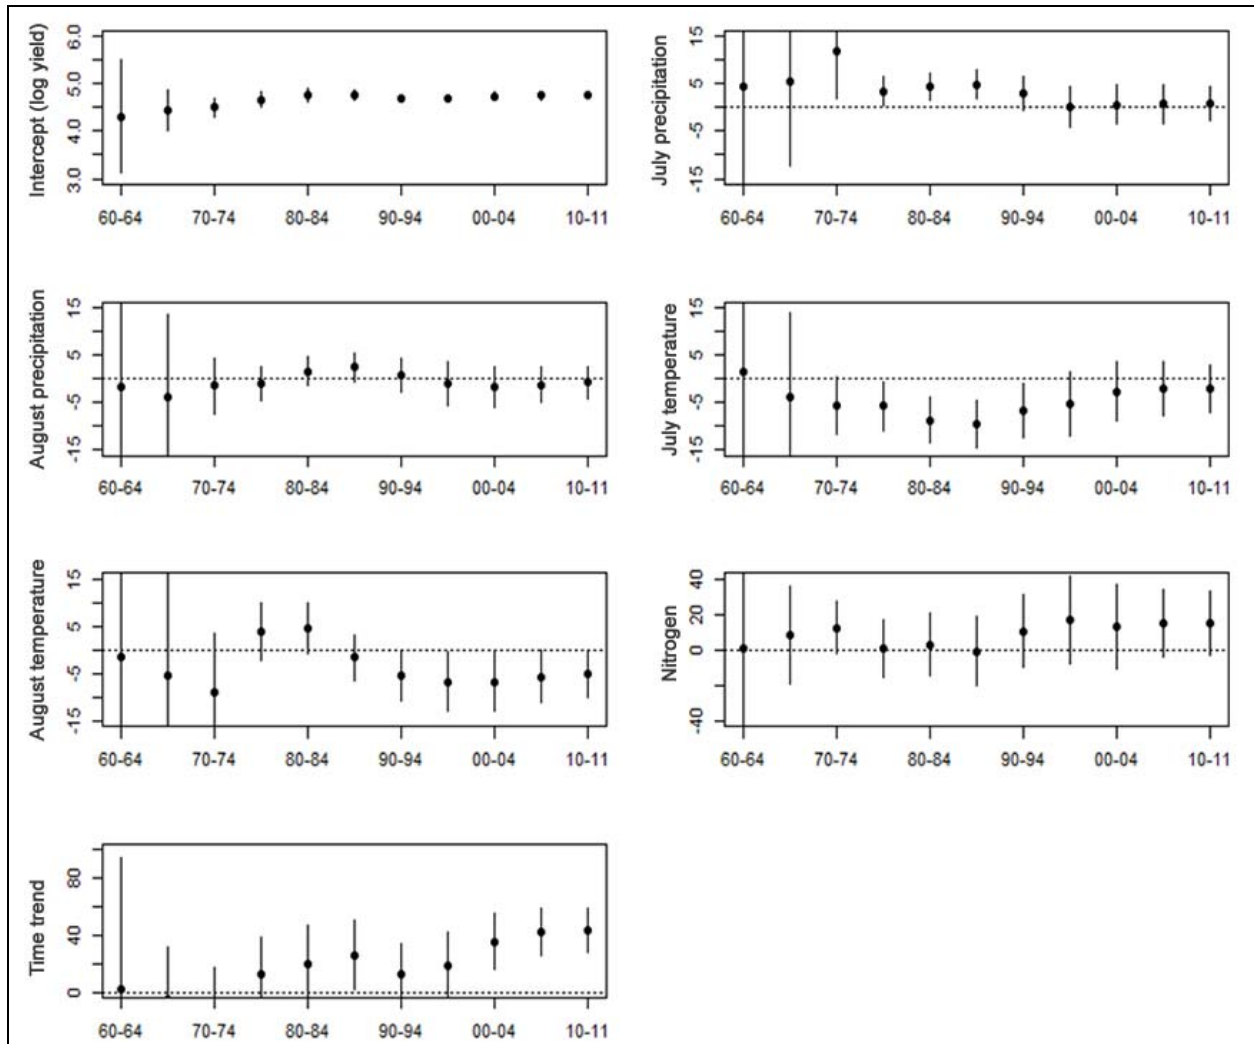 Intercept (log yield)
6.0
5.0
4.0
3.0
60-64 70-74 80-84 90-94 00-04 10-11
July precipitation
15
5
-5
-15
60-64 70-74 80-84 90-94 00-04 10-11
August precipitation
15
5
-5
-15
60-64 70-74 80-84 90-94 00-04 10-11
July temperature
15
5
-5
-15
60-64 70-74 80-84 90-94 00-04 10-11
August temperature
15
5
-5
-15
60-64 70-74 80-84 90-94 00-04 10-11
Nitrogen
40
20
0
-40
60-64 70-74 80-84 90-94 00-04 10-11
Time trend
80
40
0
60-64 70-74 80-84 90-94 00-04 10-11